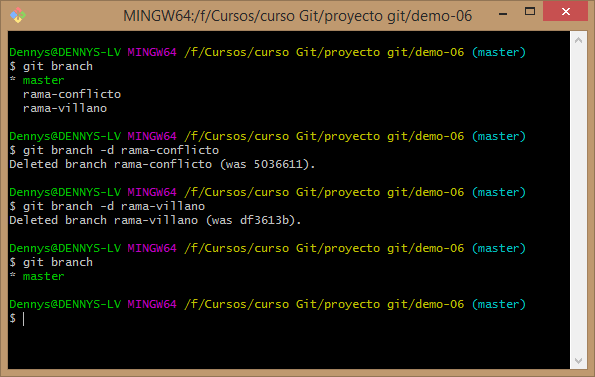 MINGW64:/f/Cursos/curso Git/proyecto git/demo-06
Dennys@DENNYS-LV MINGW64 /f/Cursos/curso Git/proyecto git/demo-06 (master)
$ git branch
* master
  rama-conflicto
  rama-villano
Dennys@DENNYS-LV MINGW64 /f/Cursos/curso Git/proyecto git/demo-06 (master)
$ git branch -d rama-conflicto
Deleted branch rama-conflicto (was 5036611).
Dennys@DENNYS-LV MINGW64 /f/Cursos/curso Git/proyecto git/demo-06 (master)
$ git branch -d rama-villano
Deleted branch rama-villano (was df3613b).
Dennys@DENNYS-LV MINGW64 /f/Cursos/curso Git/proyecto git/demo-06 (master)
$ git branch
* master
Dennys@DENNYS-LV MINGW64 /f/Cursos/curso Git/proyecto git/demo-06 (master)
$